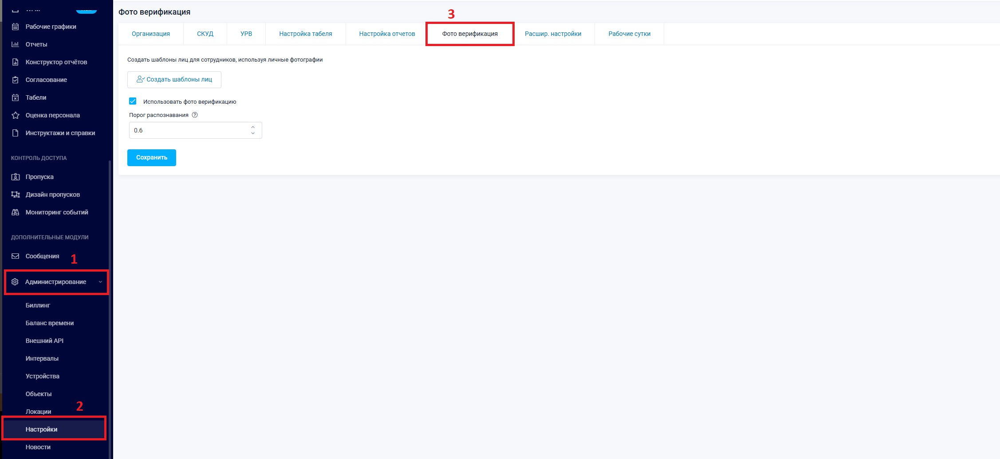 Рабочие графики
Отчеты
Конструктор отчётов
Согласование
Табели
Оценка персонала
Инструктажи и справки
КОНТРОЛЬ ДОСТУПА
Пропуска
Дизайн пропусков
Мониторинг событий
ДОПОЛНИТЕЛЬНЫЕ МОДУЛИ
Сообщения
1
Администрирование
Биллинг
Баланс времени
Внешний API
Интервалы
Устройства
Объекты
Локации
2
Настройки
Новости
Фото верификация
3
Организация СКУД УРВ Настройка табеля Настройка отчетов Фото верификация Расшир. настройки Рабочие сутки
Создать шаблоны лиц для сотрудников, используя личные фотографии
Создать шаблоны лиц
Использовать фото верификацию
Порог распознавания ?
0.6
Сохранить